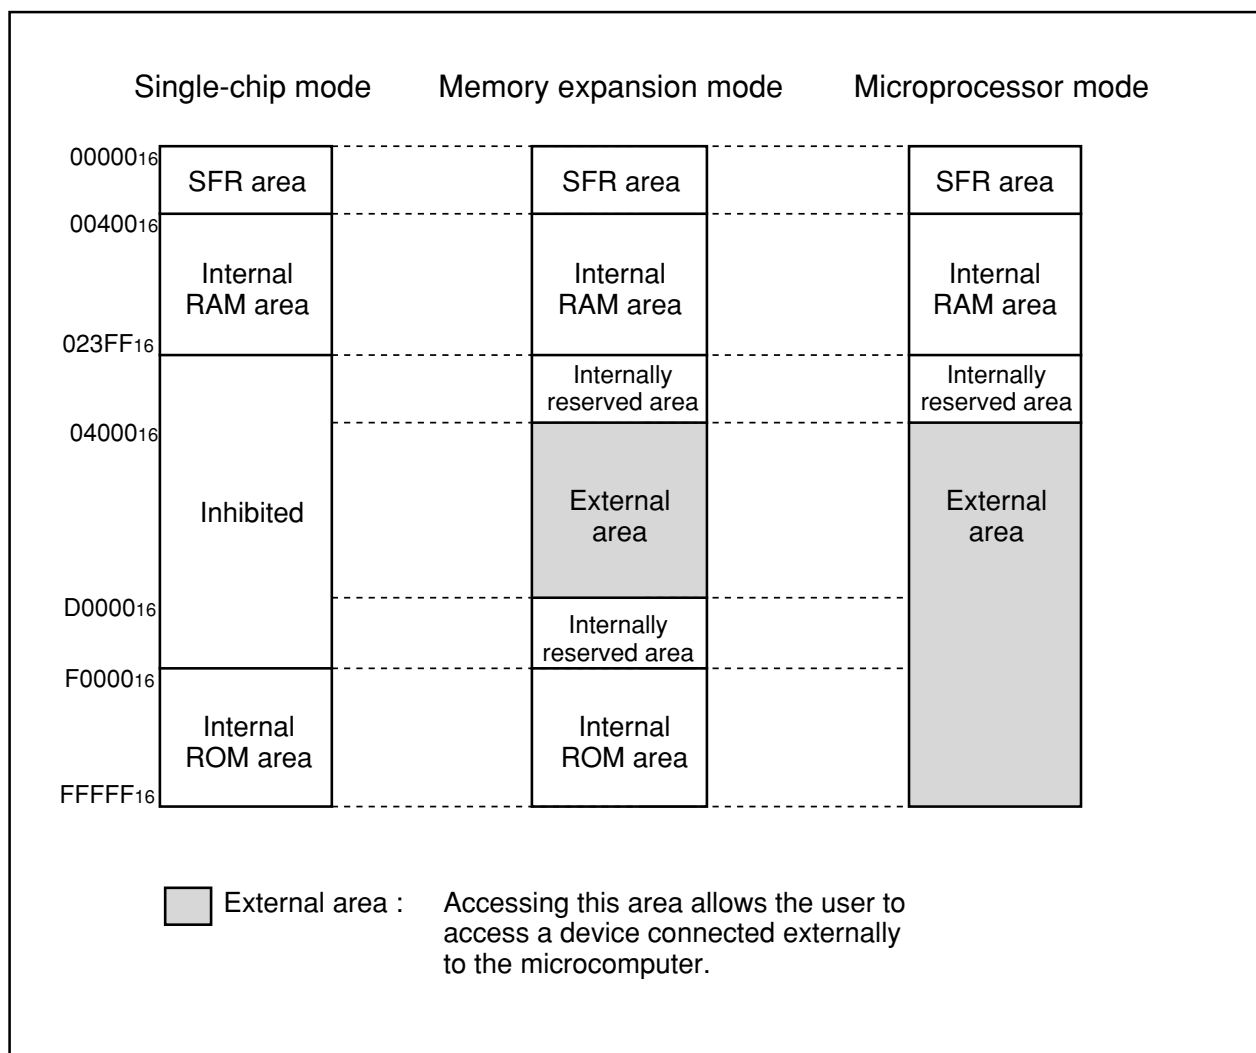 Single-chip mode
Memory expansion mode
Microprocessor mode
0000016
SFR area
SFR area
SFR area
0040016
Internal
RAM area
Internal
RAM area
Internal
RAM area
023FF16
Internally
reserved area
Internally
reserved area
0400016
Inhibited
External
area
External
area
D000016
Internally
reserved area
F000016
Internal
ROM area
Internal
ROM area
FFFFF16
External area :
Accessing this area allows the user to
access a device connected externally
to the microcomputer.